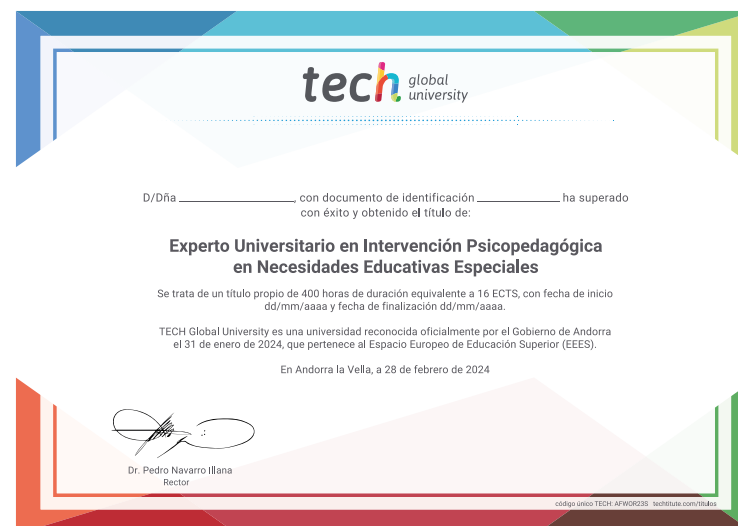 tech global
university
D/Dña ______________, con documento de identificación ______________ ha superado
con éxito y obtenido el título de:
Experto Universitario en Intervención Psicopedagógica
en Necesidades Educativas Especiales
Se trata de un título propio de 400 horas de duración equivalente a 16 ECTS, con fecha de inicio
dd/mm/aaaa y fecha de finalización dd/mm/aaaa.
TECH Global University es una universidad reconocida oficialmente por el Gobierno de Andorra
el 31 de enero de 2024, que pertenece al Espacio Europeo de Educación Superior (EEES).
En Andorra la Vella, a 28 de febrero de 2024
Dr. Pedro Navarro Illana
Rector
código único TECH: AFWOR23S techtitute.com/titulos